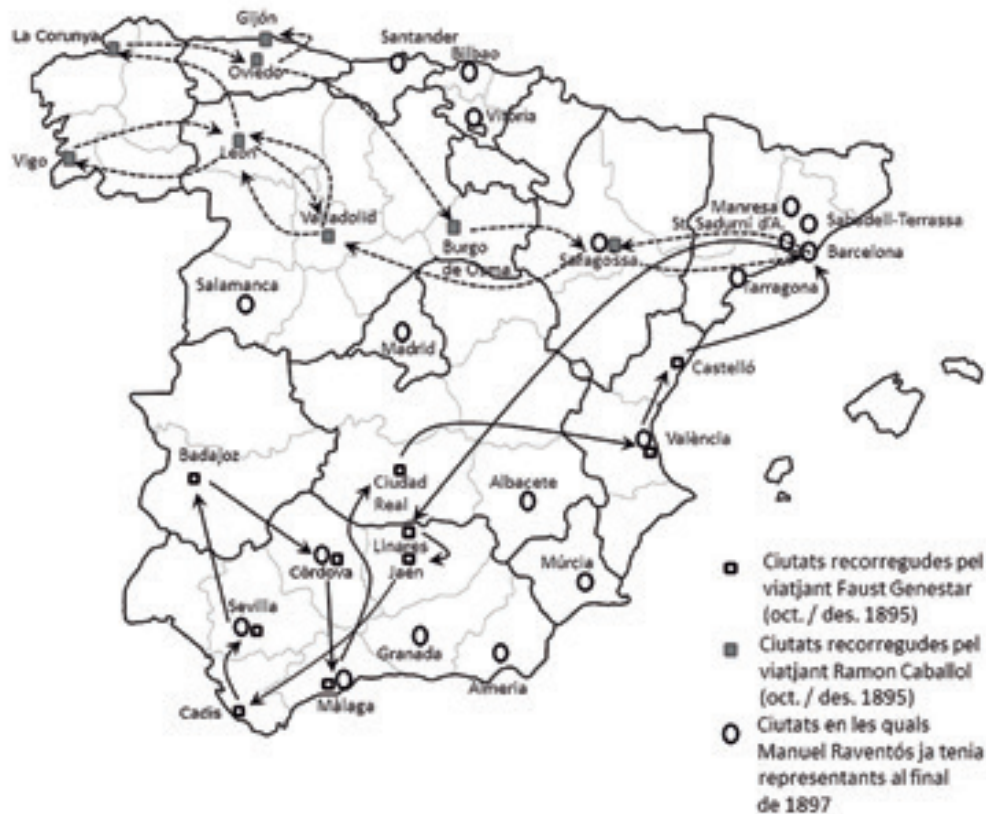 Gijón
La Corunya
Oviedo
Santander
Bilbao
Vitòria
León
Vigo
Valladolid
Burgo
de Osma
Saragossa
Manresa
St. Sadurní d'A.
Sabadell-Terrassa
Barcelona
Tarragona
Salamanca
Madrid
Castelló
València
Badajoz
Ciudad
Real
Albacete
Linares
Jaén
Còrdova
Múrcia
Sevilla
Granada
Almeria
Màlaga
Cadis
Ciutats recorregudes pel
viatjant Faust Genestar
(oct. / des. 1895)
Ciutats recorregudes pel
viatjant Ramon Caballol
(oct. / des. 1895)
Ciutats en les quals
Manuel Raventós ja tenia
representants al final
de 1897